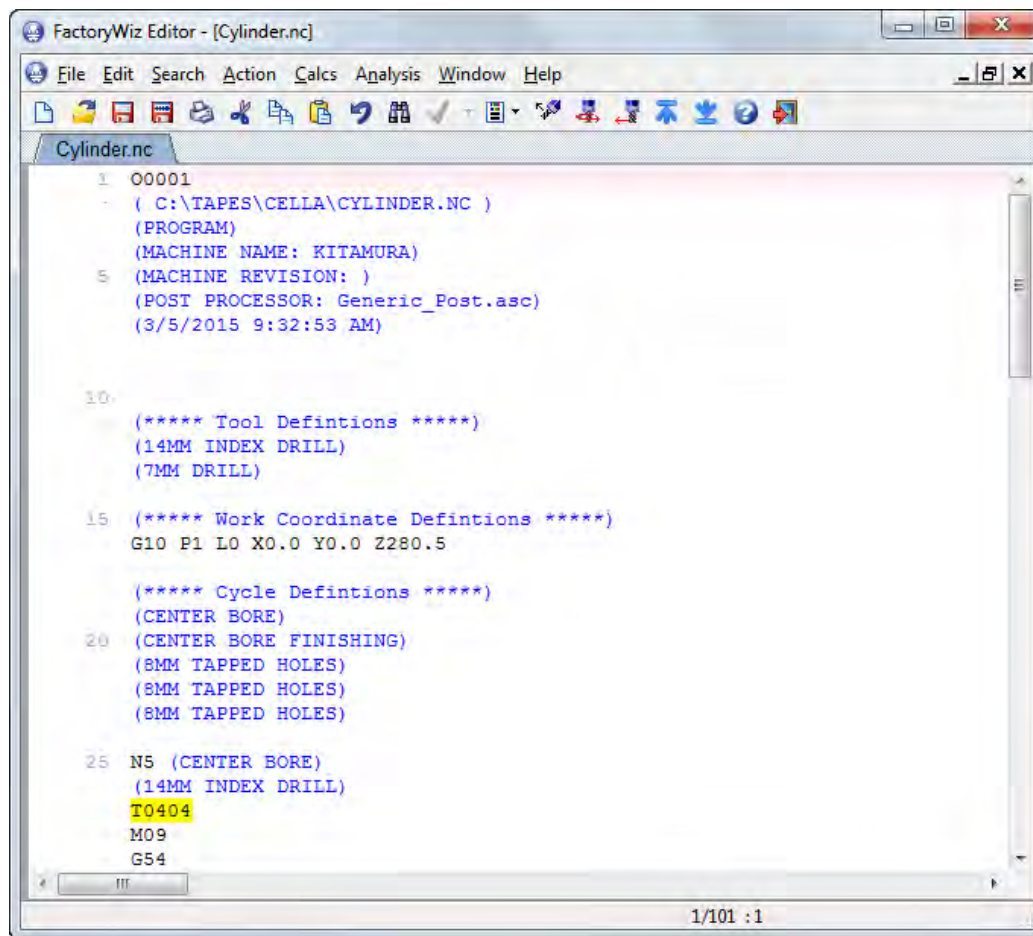 FactoryWiz Editor - [Cylinder.nc]
File Edit Search Action Calcs Analysis Window Help
Cylinder.nc
1 O0001
( C:\TAPES\CELLA\CYLINDER.NC )
(PROGRAM)
(MACHINE NAME: KITAMURA)
5 (MACHINE REVISION: )
(POST PROCESSOR: Generic_Post.asc)
(3/5/2015 9:32:53 AM)
10
(***** Tool Defintions *****)
(14MM INDEX DRILL)
(7MM DRILL)
15 (***** Work Coordinate Defintions *****)
G10 P1 L0 X0.0 Y0.0 Z280.5
(***** Cycle Defintions *****)
(CENTER BORE)
20 (CENTER BORE FINISHING)
(8MM TAPPED HOLES)
(8MM TAPPED HOLES)
(8MM TAPPED HOLES)
25 N5 (CENTER BORE)
(14MM INDEX DRILL)
T0404
M09
G54
1/101 :1